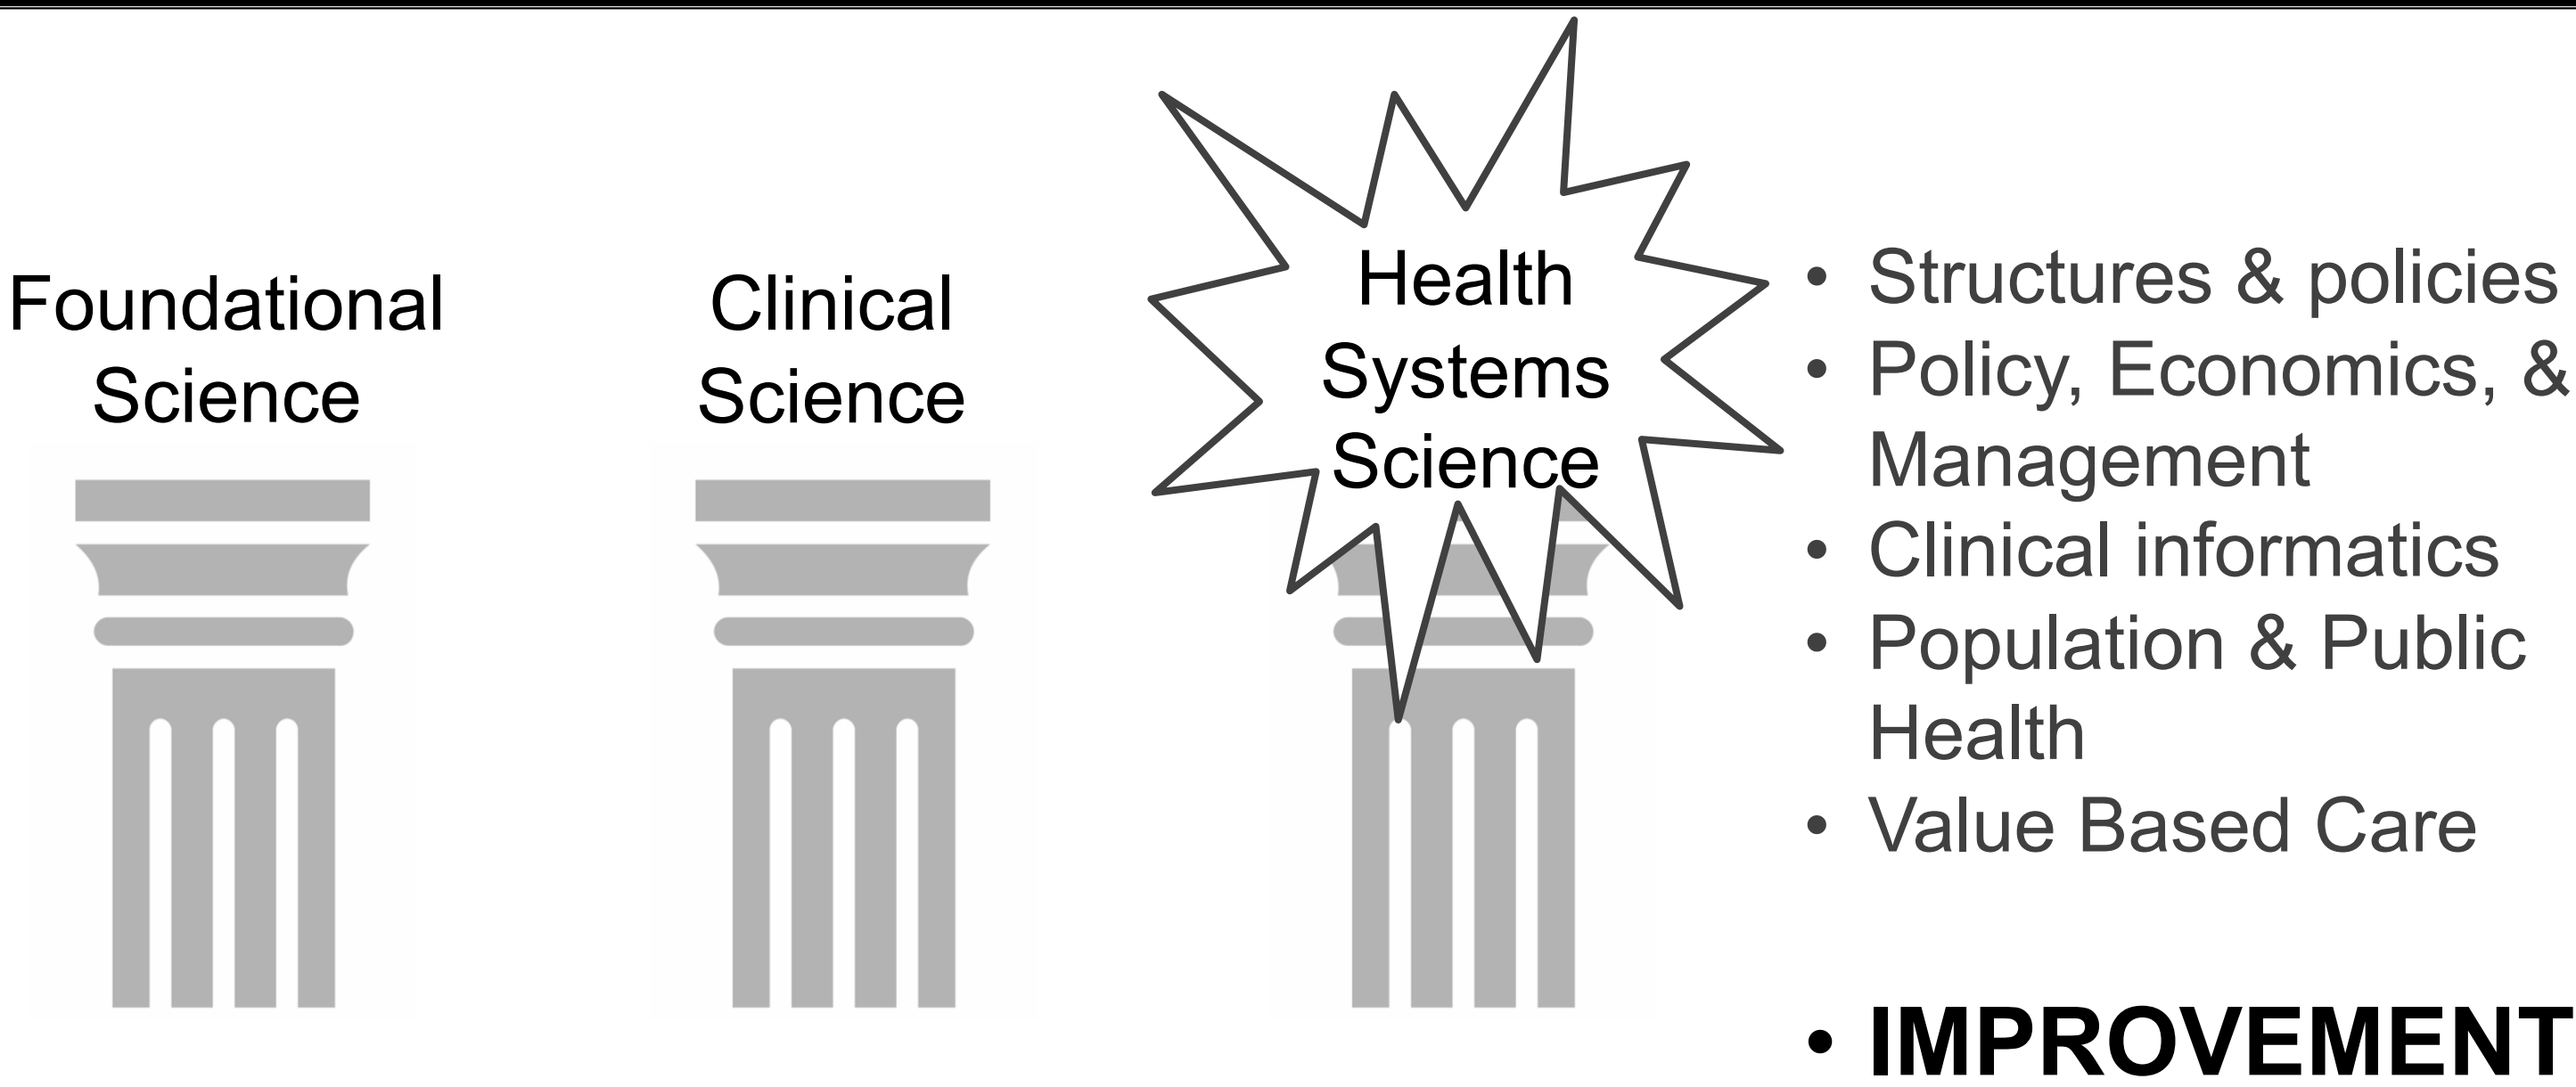 Foundational
Science
Clinical
Science
Health
Systems
Science
• Structures & policies
• Policy, Economics, &
Management
• Clinical informatics
• Population & Public
Health
• Value Based Care
• IMPROVEMENT